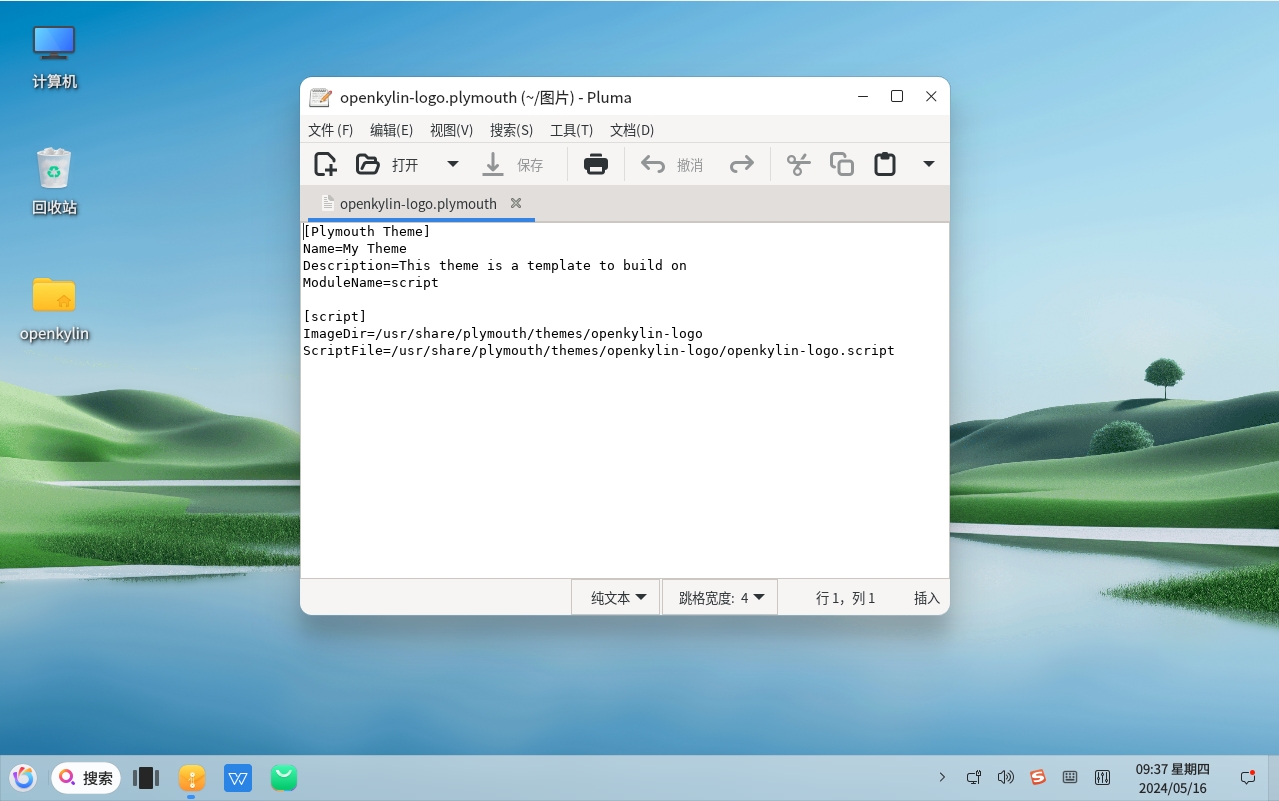 计算机
回收站
openkylin
openkylin-logo.plymouth (~/图片) - Pluma
文件 (F) 编辑(E) 视图(V) 搜索(S) 工具(T) 文档(D)
打开 保存 撤消
openkylin-logo.plymouth
[Plymouth Theme]
Name=My Theme
Description=This theme is a template to build on
ModuleName=script
[script]
ImageDir=/usr/share/plymouth/themes/openkylin-logo
ScriptFile=/usr/share/plymouth/themes/openkylin-logo/openkylin-logo.script
纯文本 跳格宽度: 4 行 1，列 1 插入
搜索
09:37 星期四
2024/05/16